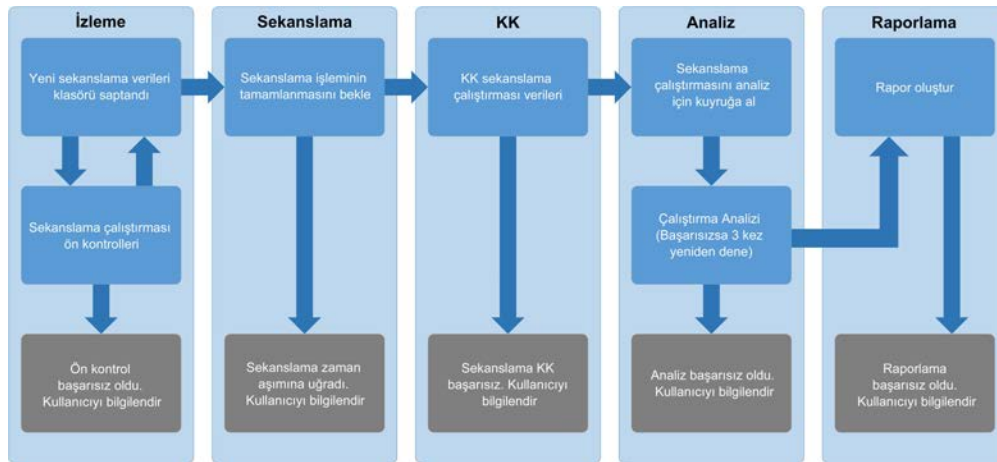 İzleme
Yeni sekanslama verileri
klasörü saptandı
Sekanslama çalıştırması
ön kontrolleri
Ön kontrol
başarısız oldu.
Kullanıcıyı bilgilendir
Sekanslama
Sekanslama işleminin
tamamlanmasını bekle
Sekanslama zaman
aşımına uğradı.
Kullanıcıyı bilgilendir
KK
KK sekanslama
çalıştırması verileri
Sekanslama KK
başarısız. Kullanıcıyı
bilgilendir
Analiz
Sekanslama
çalıştırmasını analiz
için kuyruğa al
Çalıştırma Analizi
(Başarısızsa 3 kez
yeniden dene)
Analiz başarısız oldu.
Kullanıcıyı bilgilendir
Raporlama
Rapor oluştur
Raporlama
başarısız oldu.
Kullanıcıyı bilgilendir